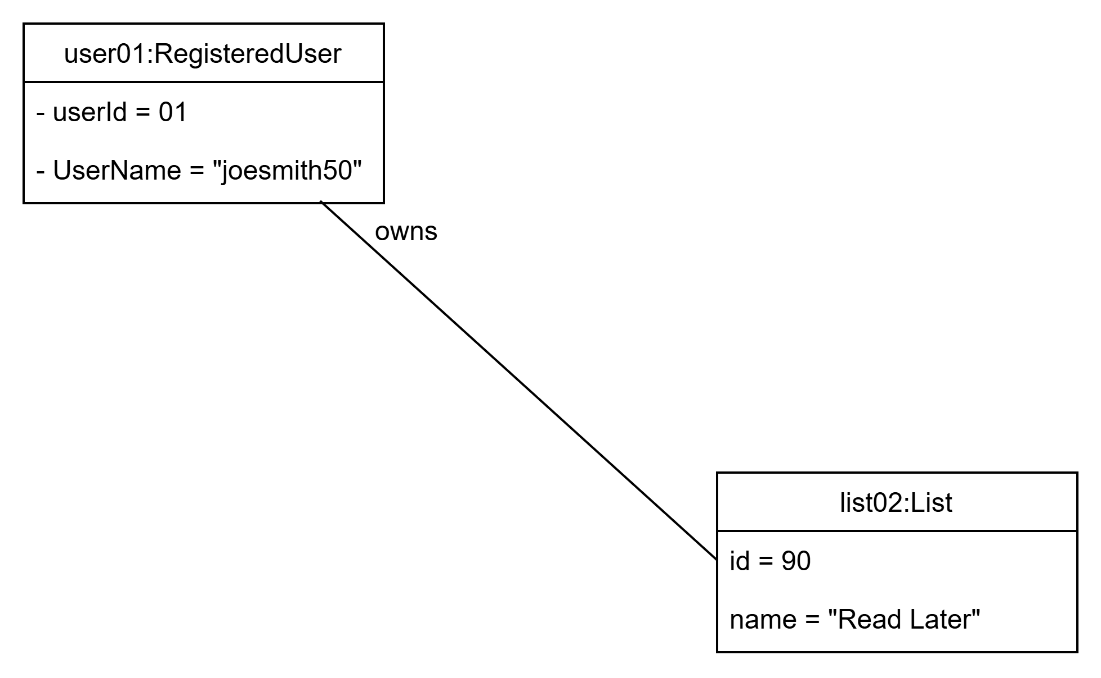 user01:RegisteredUser
- userId = 01
- UserName = "joesmith50"
owns
list02:List
id = 90
name = "Read Later"